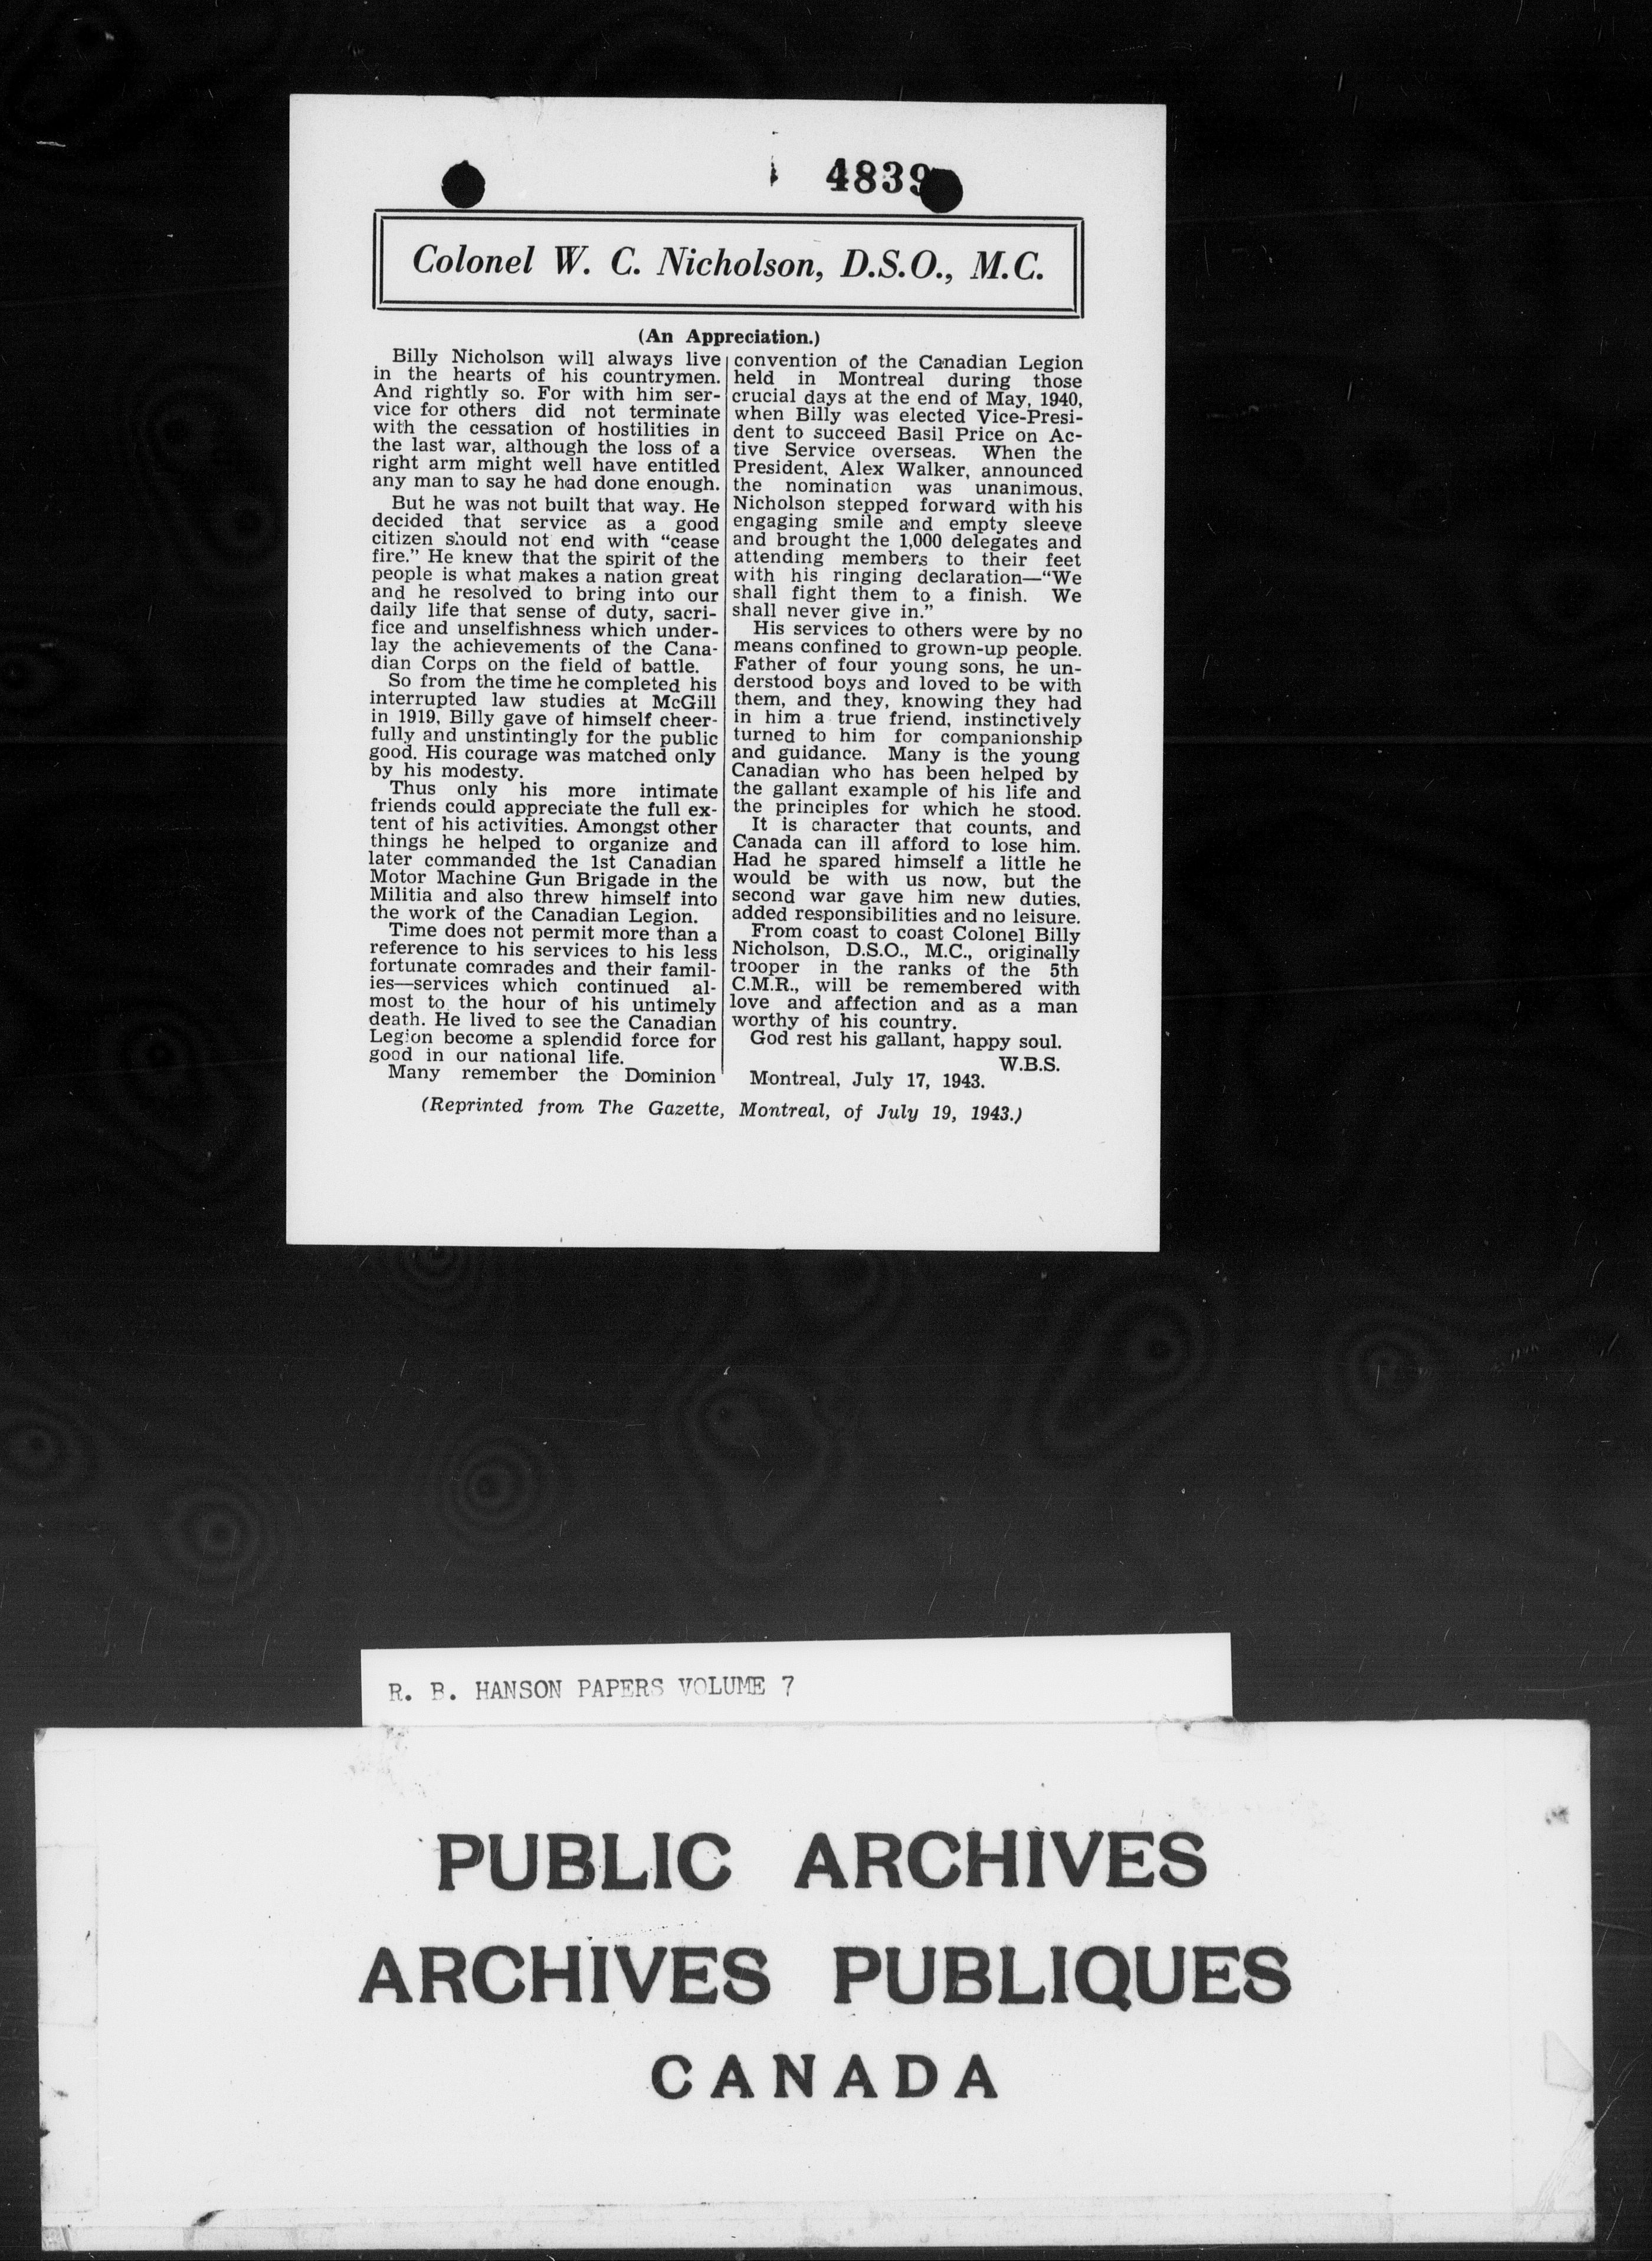 4839
Colonel W. C. Nicholson, D.S.O., M.C.
(An Appreciation.)
Billy Nicholson will always live
in the hearts of his countrymen.
And rightly so. For with him ser-
vice for others did not terminate
with the cessation of hostilities in
the last war, although the loss of a
right arm might well have entitled
any man to say he had done enough.
But he was not built that way. He
decided that service as a good
citizen should not end with “cease
fire.” He knew that the spirit of the
people is what makes a nation great
and he resolved to bring into our
daily life that sense of duty, sacri-
fice and unselfishness which under-
lay the achievements of the Cana-
dian Corps on the field of battle.
So from the time he completed his
interrupted law studies at McGill
in 1919, Billy gave of himself cheer-
fully and unstintingly for the public
good. His courage was matched only
by his modesty.
Thus only his more intimate
friends could appreciate the full ex-
tent of his activities. Amongst other
things he helped to organize and
later commanded the 1st Canadian
Motor Machine Gun Brigade in the
Militia and also threw himself into
the work of the Canadian Legion.
Time does not permit more than a
reference to his services to his less
fortunate comrades and their famil-
ies—services which continued al-
most to the hour of his untimely
death. He lived to see the Canadian
Legion become a splendid force for
good in our national life.
Many remember the Dominion
convention of the Canadian Legion
held in Montreal during those
crucial days at the end of May, 1940,
when Billy was elected Vice-Presi-
dent to succeed Basil Price on Ac-
tive Service overseas. When the
President, Alex Walker, announced
the nomination was unanimous,
Nicholson stepped forward with his
engaging smile and empty sleeve
and brought the 1,000 delegates and
attending members to their feet
with his ringing declaration—“We
shall fight them to a finish. We
shall never give in.”
His services to others were by no
means confined to grown-up people.
Father of four young sons, he un-
derstood boys and loved to be with
them, and they, knowing they had
in him a true friend, instinctively
turned to him for companionship
and guidance. Many is the young
Canadian who has been helped by
the gallant example of his life and
the principles for which he stood.
It is character that counts, and
Canada can ill afford to lose him.
Had he spared himself a little he
would be with us now, but the
second war gave him new duties,
added responsibilities and no leisure.
From coast to coast Colonel Billy
Nicholson, D.S.O., M.C., originally
trooper in the ranks of the 5th
C.M.R., will be remembered with
love and affection and as a man
worthy of his country.
God rest his gallant, happy soul.
W.B.S.
Montreal, July 17, 1943.
(Reprinted from The Gazette, Montreal, of July 19, 1943.)
R. B. HANSON PAPERS VOLUME 7
PUBLIC ARCHIVES
ARCHIVES PUBLIQUES
CANADA